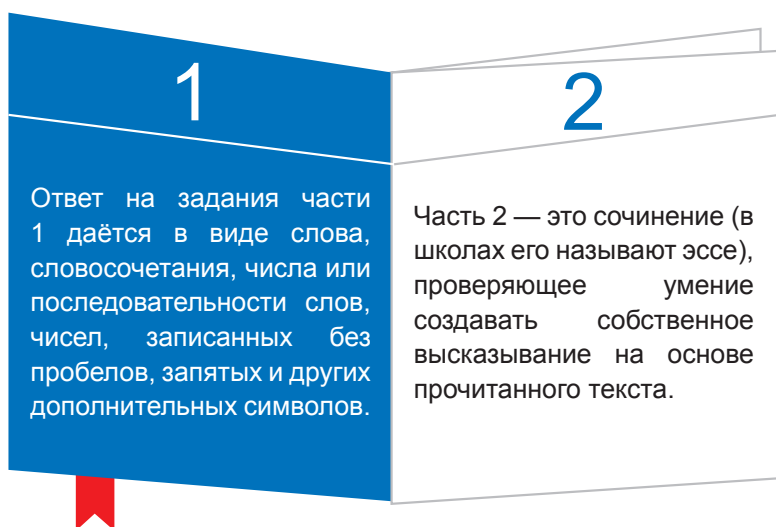 1
Ответ на задания части
1 даётся в виде слова,
словосочетания, числа или
последовательности слов,
чисел, записанных без
пробелов, запятых и других
дополнительных символов.
2
Часть 2 — это сочинение (в
школах его называют эссе),
проверяющее умение
создавать собственное
высказывание на основе
прочитанного текста.